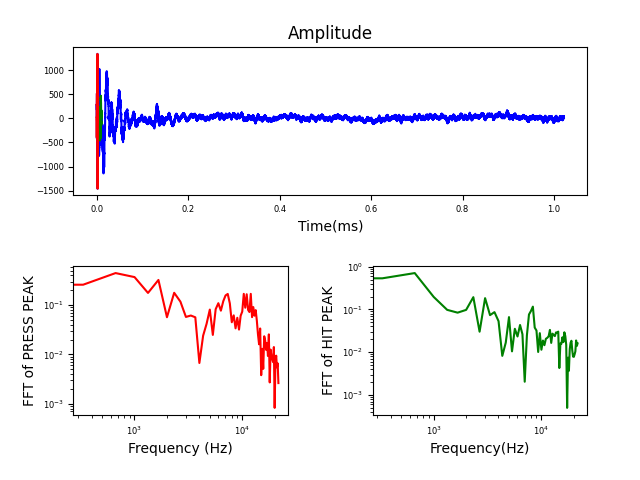 Amplitude
1000
500
0
−500
−1000
−1500
0.0 0.2 0.4 0.6 0.8 1.0
Time(ms)
FFT of PRESS PEAK
10⁻¹
10⁻²
10⁻³
10³ 10⁴
Frequency (Hz)
FFT of HIT PEAK
10⁰
10⁻¹
10⁻²
10⁻³
10³ 10⁴
Frequency(Hz)